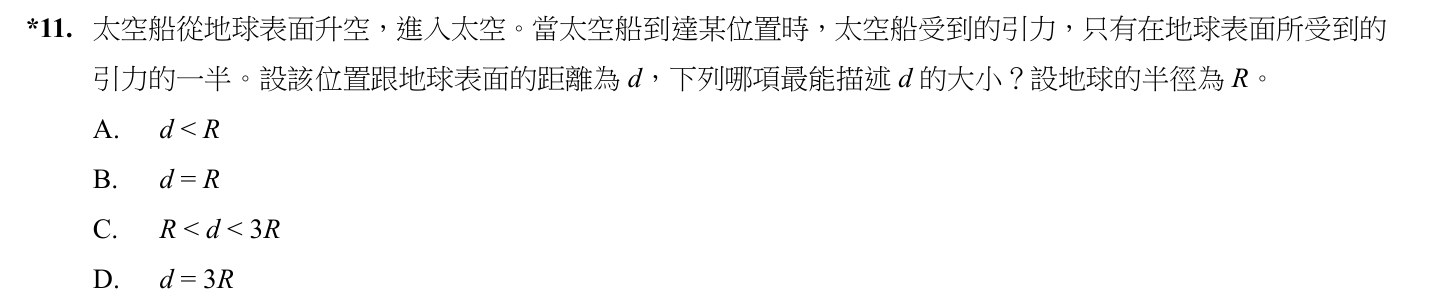 *11. 太空船從地球表面升空，進入太空。當太空船到達某位置時，太空船受到的引力，只有在地球表面所受到的
引力的一半。設該位置跟地球表面的距離為 d，下列哪項最能描述 d 的大小？設地球的半徑為 R。
A. d < R
B. d = R
C. R < d < 3R
D. d = 3R